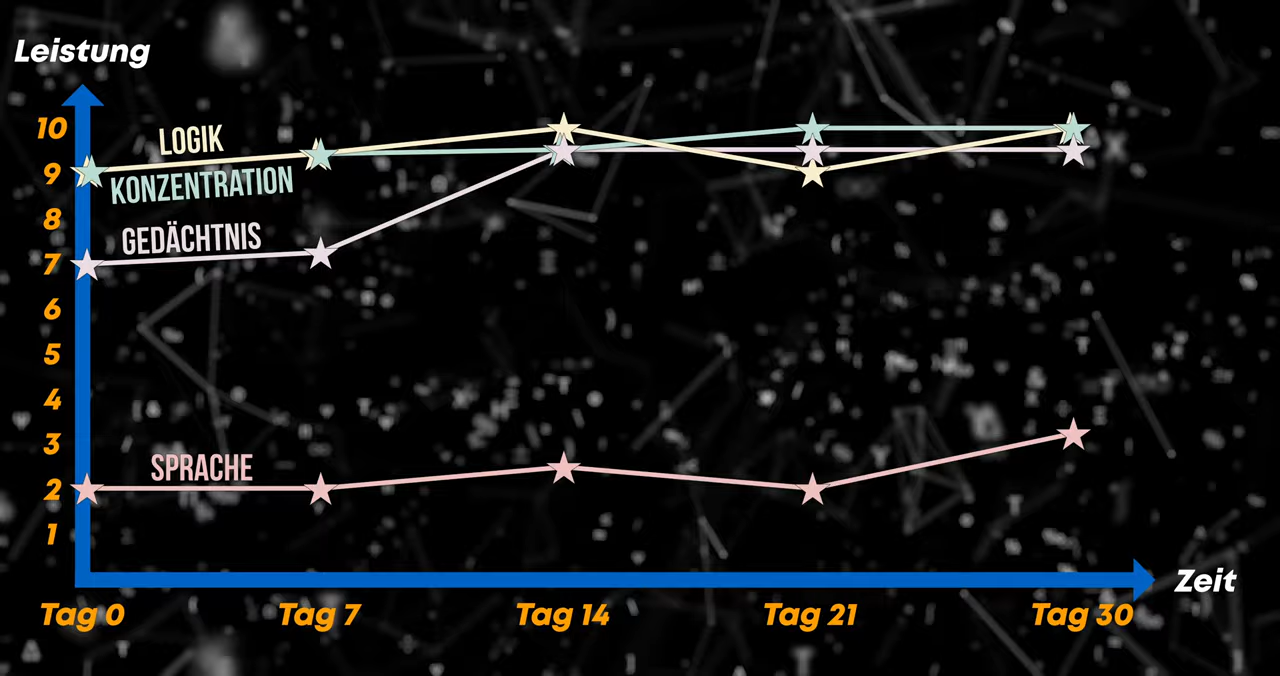 Leistung
10
9
8
7
6
5
4
3
2
1
LOGIK
KONZENTRATION
GEDÄCHTNIS
SPRACHE
Zeit
Tag 0
Tag 7
Tag 14
Tag 21
Tag 30